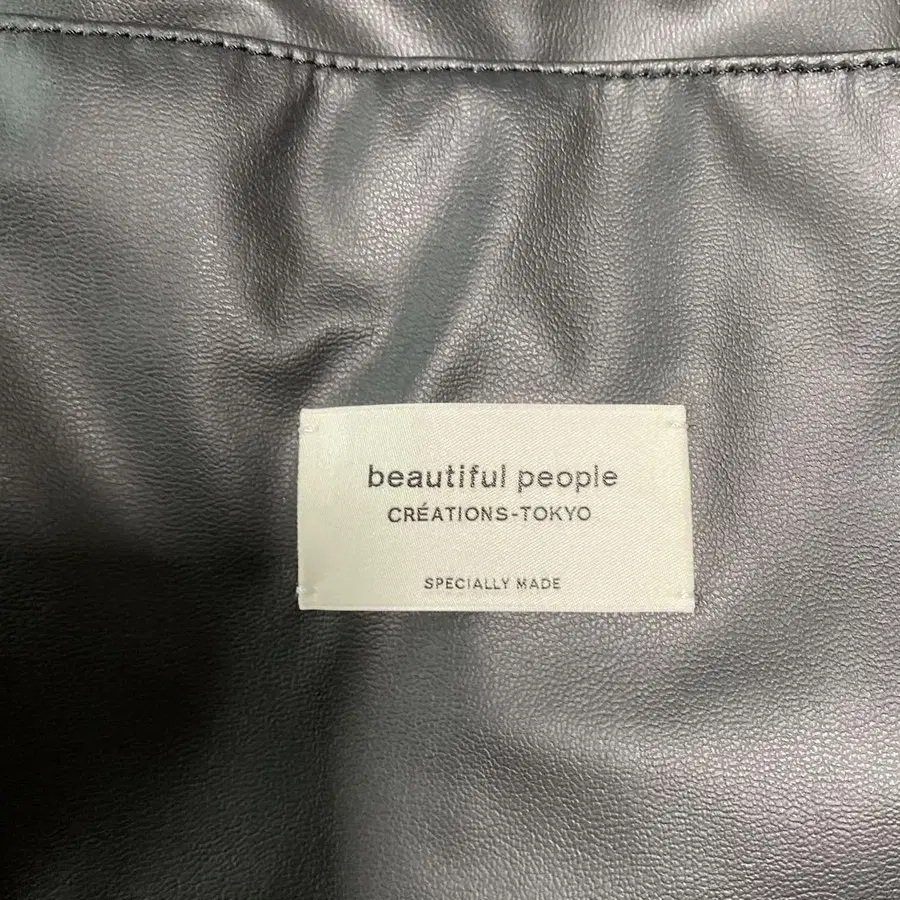 beautiful people
CRÉATIONS-TOKYO
SPECIALLY MADE